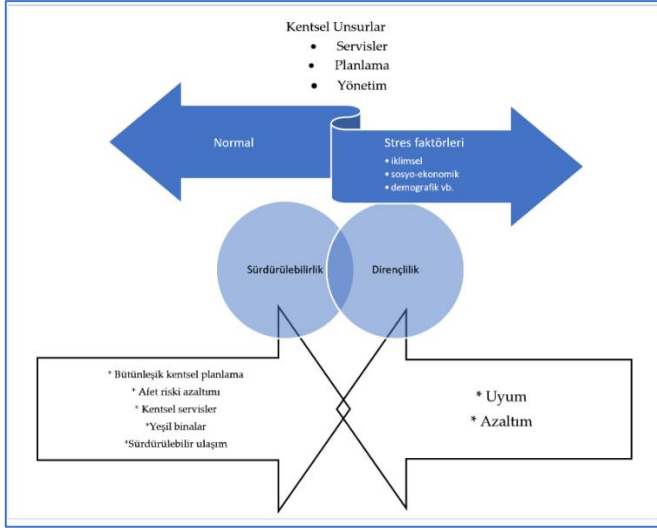 Kentsel Unsurlar
• Servisler
• Planlama
• Yönetim
Normal
Stres faktörleri
• iklimsel
• sosyo-ekonomik
• demografik vb.
Sürdürülebilirlik
Dirençlilik
* Bütünleşik kentsel planlama
* Afet riski azaltımı
* Kentsel servisler
*Yeşil binalar
*Sürdürülebilir ulaşım
* Uyum
* Azaltım